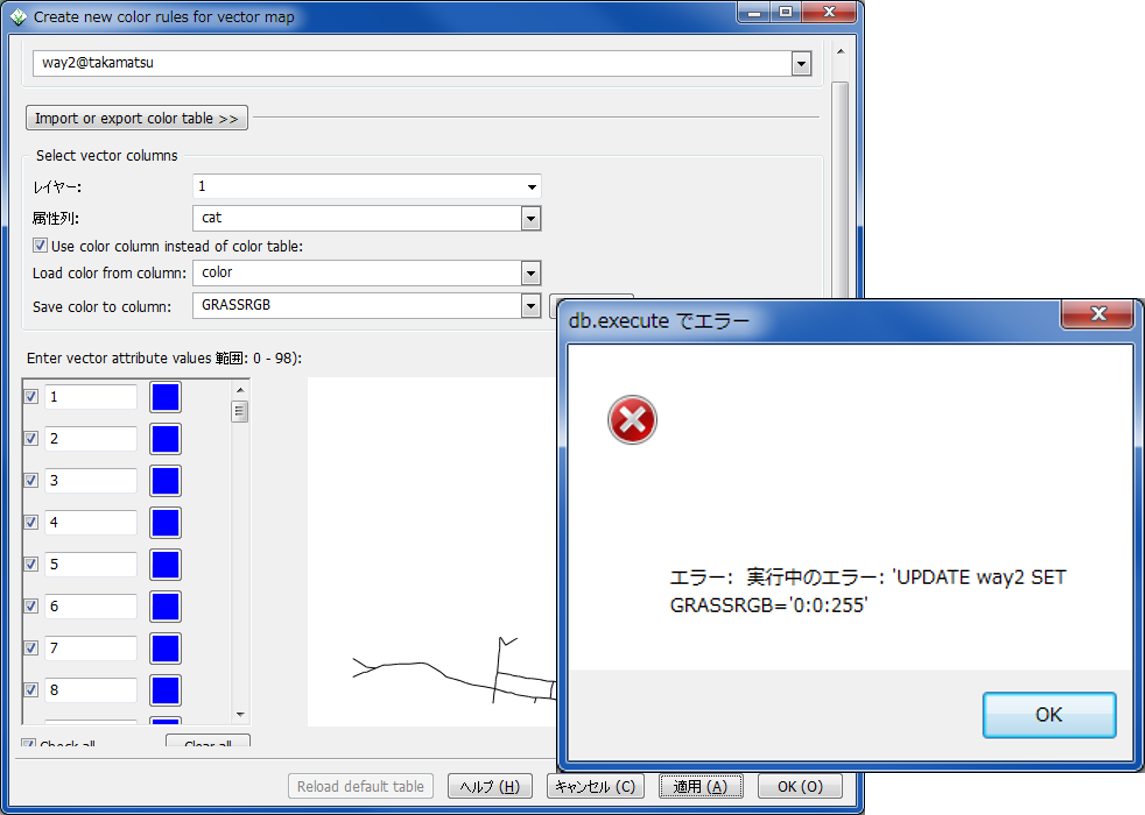 Create new color rules for vector map
way2@takamatsu
Import or export color table >>
Select vector columns
レイヤー:
1
属性列:
cat
Use color column instead of color table:
Load color from column:
color
Save color to column:
GRASSRGB
Enter vector attribute values 範囲: 0 - 98):
1
2
3
4
5
6
7
8
Check all
Clear all
Reload default table
ヘルプ (H)
キャンセル (C)
適用 (A)
OK (O)
db.execute でエラー
エラー: 実行中のエラー: 'UPDATE way2 SET
GRASSRGB='0:0:255'
OK